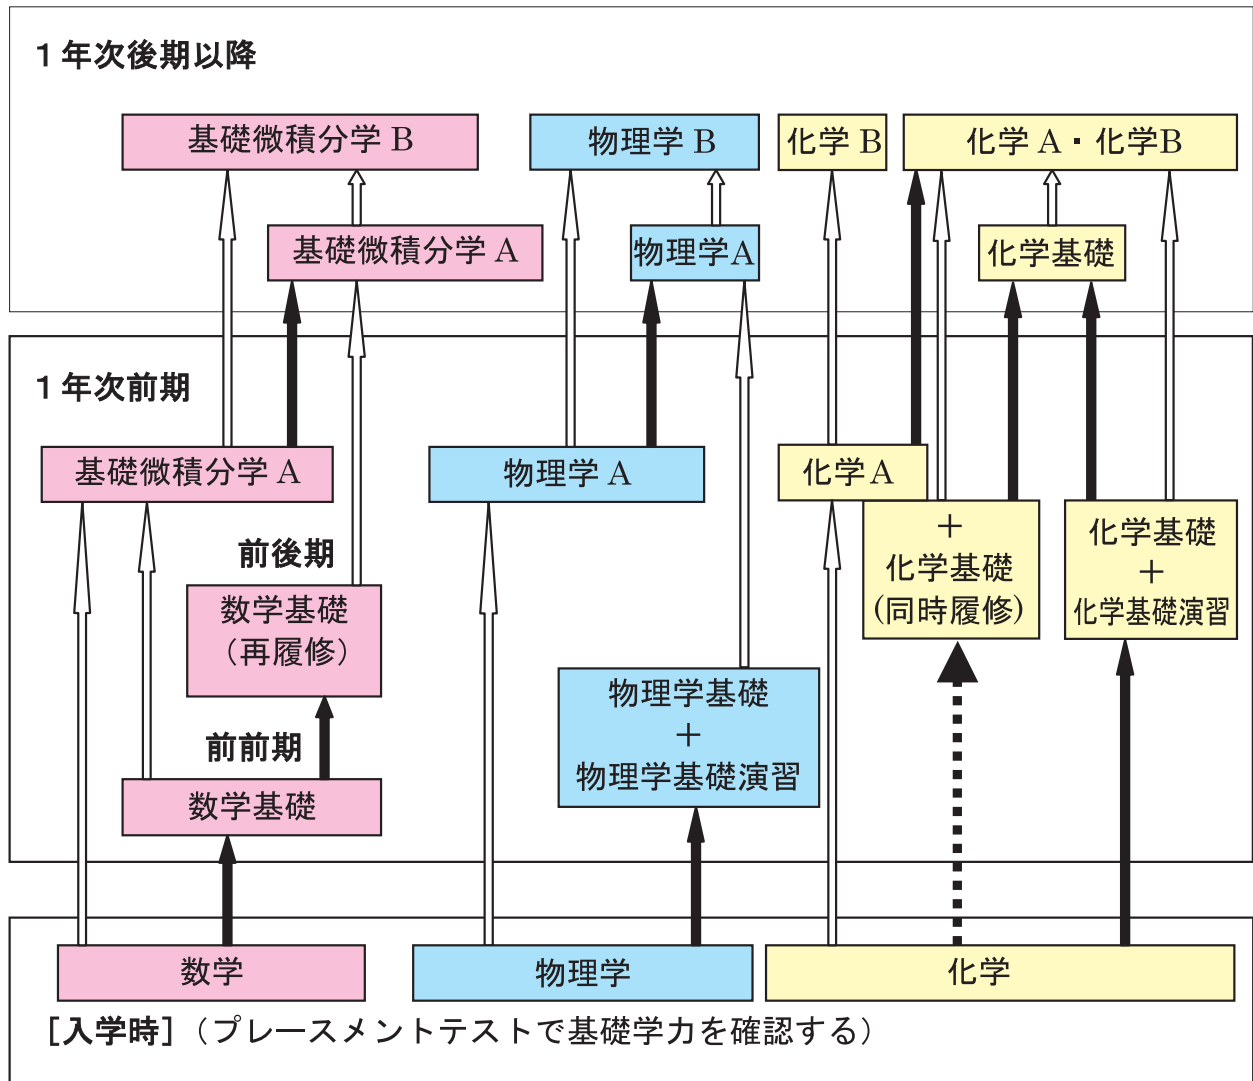 1年次後期以降
基礎微積分学 B
物理学 B
化学 B
化学 A・化学B
基礎微積分学 A
物理学A
化学基礎
1年次前期
基礎微積分学 A
物理学 A
化学 A
前後期
数学基礎
（再履修）
＋
化学基礎
(同時履修)
化学基礎
＋
化学基礎演習
物理学基礎
＋
物理学基礎演習
前前期
数学基礎
数学
物理学
化学
［入学時］（プレースメントテストで基礎学力を確認する）